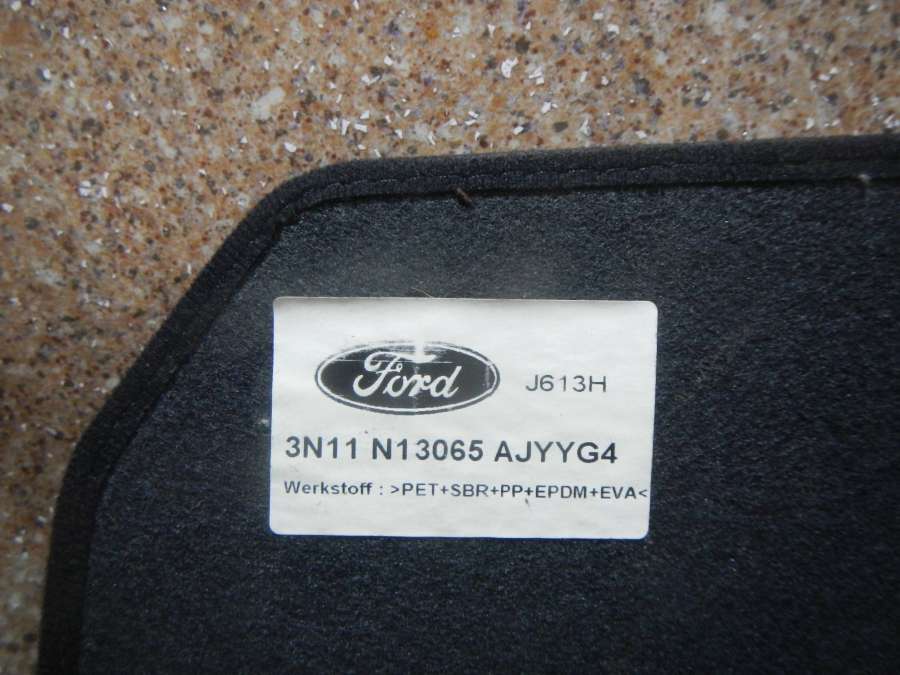 Ford J613H
3N11 N13065 AJYYG4
Werkstoff : >PET+SBR+PP+EPDM+EVA<